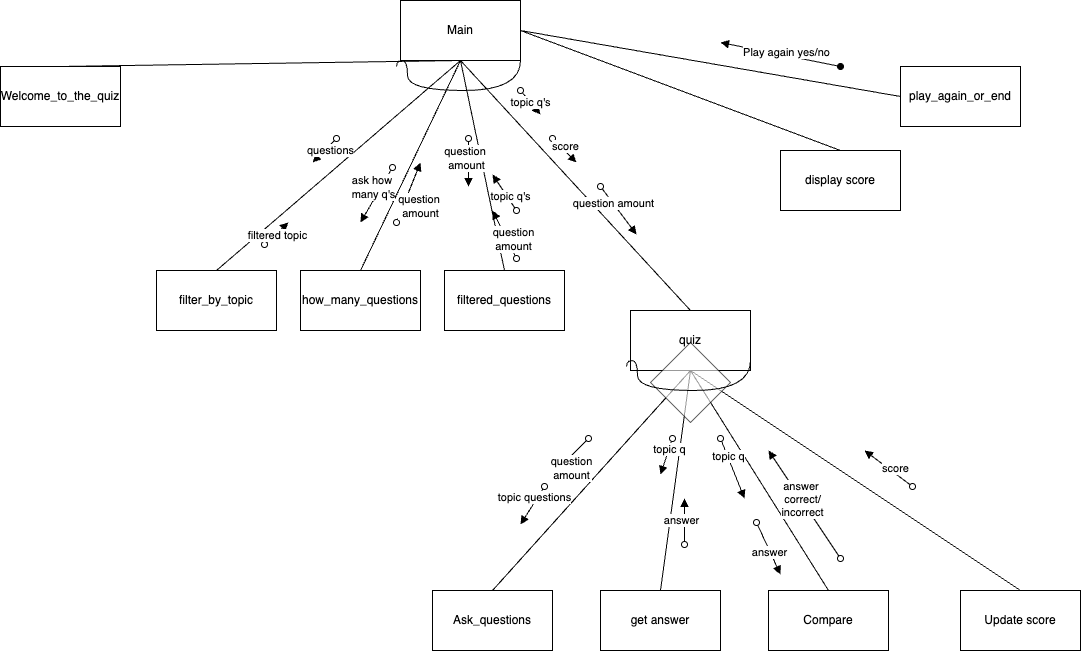 Main
Play again yes/no
Welcome_to_the_quiz
play_again_or_end
topic q's
questions
score
question
amount
display score
ask how
many q's
question
amount
topic q's
question amount
filtered topic
question
amount
filter_by_topic
how_many_questions
filtered_questions
quiz
question
amount
topic q
topic q
score
topic questions
answer
correct/
incorrect
answer
answer
Ask_questions
get answer
Compare
Update score